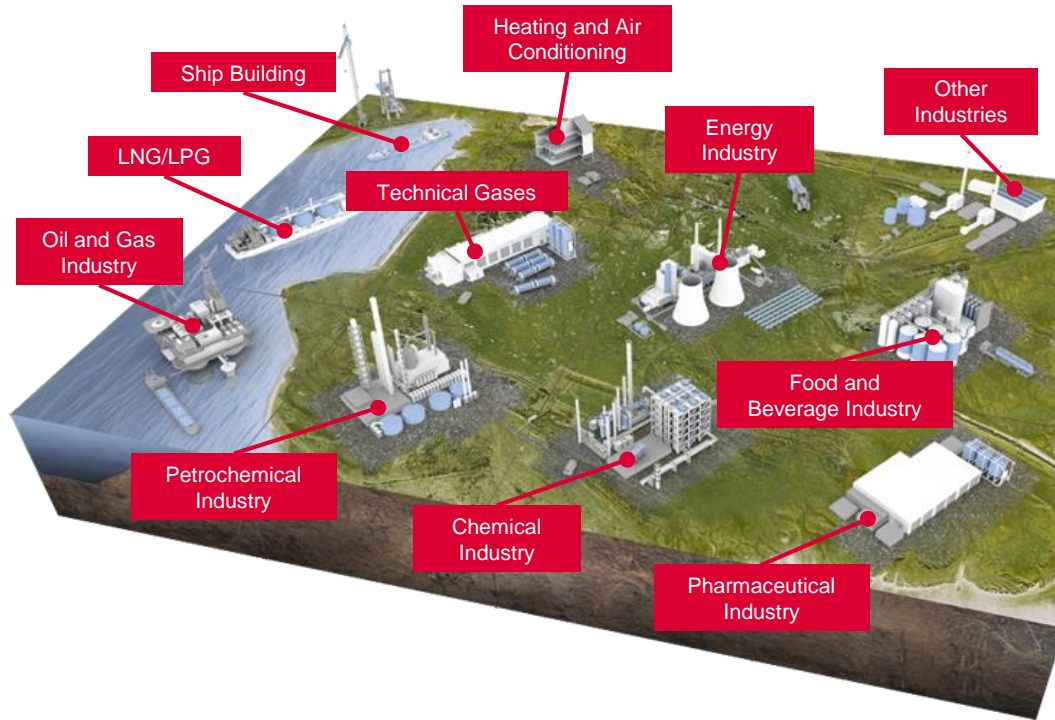 Heating and Air
Conditioning
Ship Building
Other
Industries
Energy
Industry
LNG/LPG
Technical Gases
Oil and Gas
Industry
Food and
Beverage Industry
Petrochemical
Industry
Chemical
Industry
Pharmaceutical
Industry